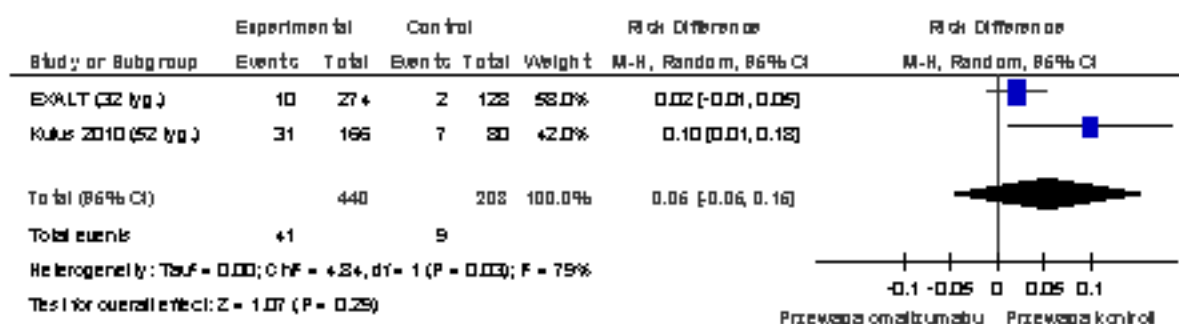 Experimental Control Risk Difference Risk Difference
Study or Subgroup Events Total Events Total Weight M-H, Random, 95% CI M-H, Random, 95% CI
EXALT (32 tyg.) 10 274 2 128 58.0% 0.02 [-0.01, 0.05]
Kulus 2010 (52 tyg.) 31 166 7 80 42.0% 0.10 [0.01, 0.18]
Total (95% CI) 440 208 100.0% 0.05 [-0.05, 0.15]
Total events 41 9
Heterogeneity: Tau² = 0.00; Chi² = 4.84, df = 1 (P = 0.03); I² = 79%
Test for overall effect: Z = 1.07 (P = 0.29)
-0.1 -0.05 0 0.05 0.1
Przewaga omalizumabu Przewaga kontroli